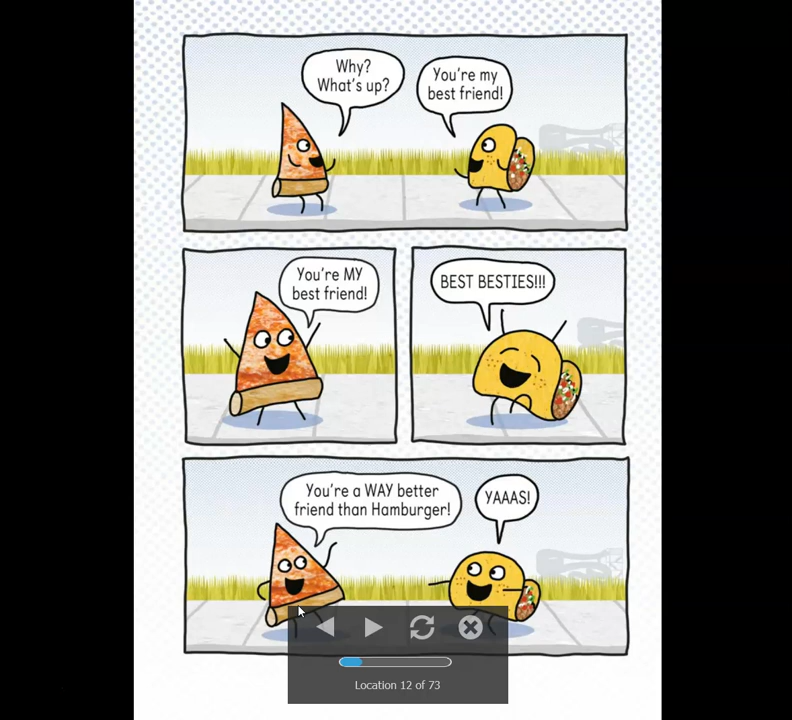 Why?
What's up?
You're my
best friend!
You're MY
best friend!
BEST BESTIES!!!
You're a WAY better
friend than Hamburger!
YAAAS!
Location 12 of 73